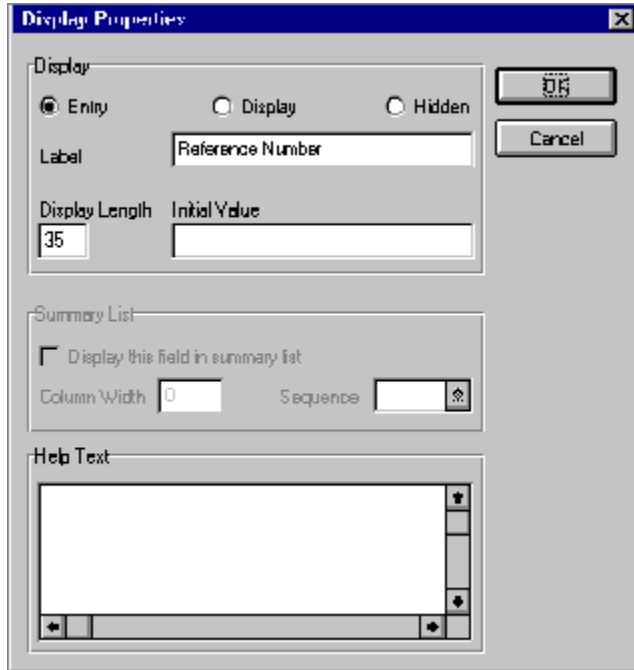 Display Properties
Display
Entry Display Hidden
OK
Cancel
Label Reference Number
Display Length Initial Value
35
Summary List
Display this field in summary list
Column Width 0 Sequence
Help Text